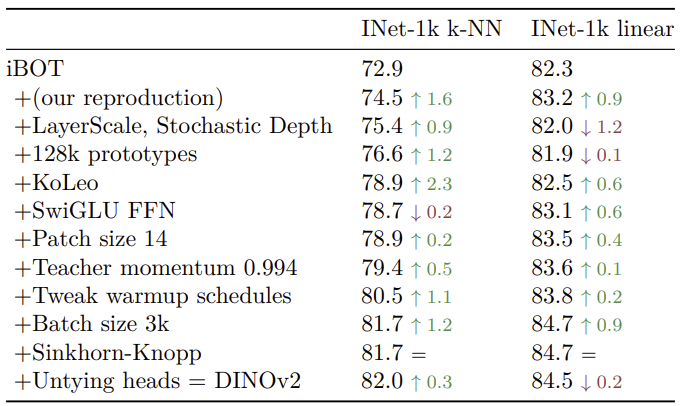 INet-1k k-NN INet-1k linear
iBOT 72.9 82.3
+(our reproduction) 74.5 ↑ 1.6 83.2 ↑ 0.9
+LayerScale, Stochastic Depth 75.4 ↑ 0.9 82.0 ↓ 1.2
+128k prototypes 76.6 ↑ 1.2 81.9 ↓ 0.1
+KoLeo 78.9 ↑ 2.3 82.5 ↑ 0.6
+SwiGLU FFN 78.7 ↓ 0.2 83.1 ↑ 0.6
+Patch size 14 78.9 ↑ 0.2 83.5 ↑ 0.4
+Teacher momentum 0.994 79.4 ↑ 0.5 83.6 ↑ 0.1
+Tweak warmup schedules 80.5 ↑ 1.1 83.8 ↑ 0.2
+Batch size 3k 81.7 ↑ 1.2 84.7 ↑ 0.9
+Sinkhorn-Knopp 81.7 = 84.7 =
+Untying heads = DINOv2 82.0 ↑ 0.3 84.5 ↓ 0.2